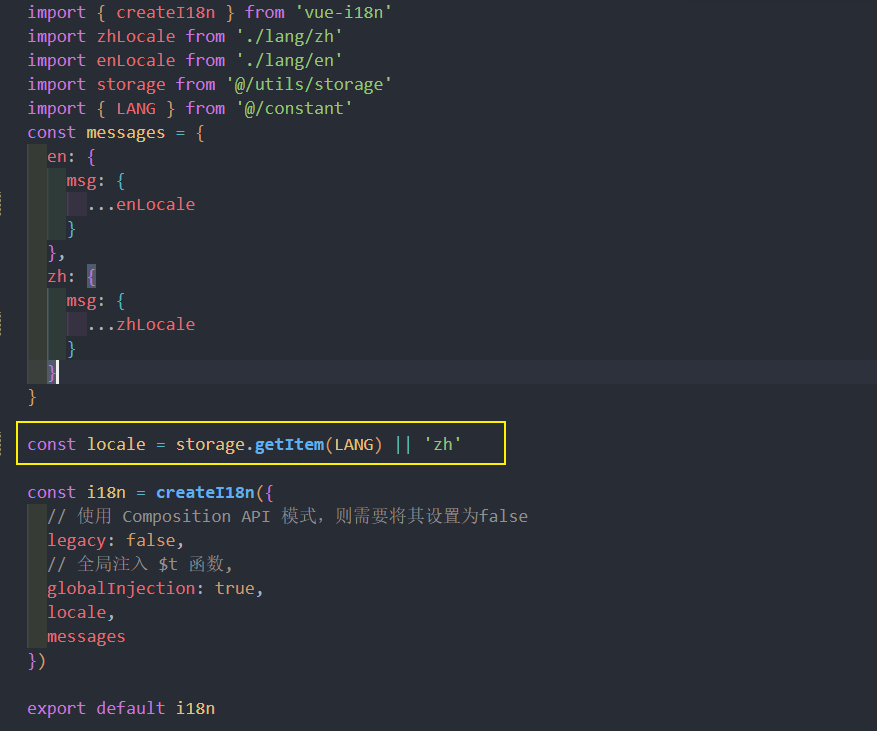 import { createI18n } from 'vue-i18n'
import zhLocale from './lang/zh'
import enLocale from './lang/en'
import storage from '@/utils/storage'
import { LANG } from '@/constant'
const messages = {
  en: {
    msg: {
      ...enLocale
    }
  },
  zh: {
    msg: {
      ...zhLocale
    }
  }
}
const locale = storage.getItem(LANG) || 'zh'
const i18n = createI18n({
  // 使用 Composition API 模式，则需要将其设置为false
  legacy: false,
  // 全局注入 $t 函数,
  globalInjection: true,
  locale,
  messages
})
export default i18n